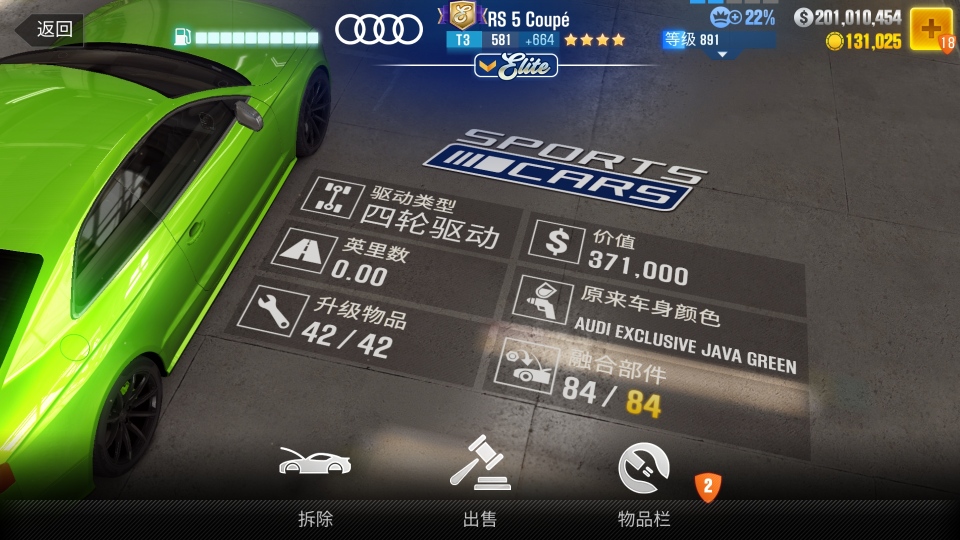 返回
RS 5 Coupé
T3 581 +664
Elite
22%
等级 891
201,010,454
131,025
18
SPORTS
CARS
驱动类型
四轮驱动
英里数
0.00
升级物品
42/42
价值
371,000
原来车身颜色
AUDI EXCLUSIVE JAVA GREEN
融合部件
84/84
2
拆除
出售
物品栏